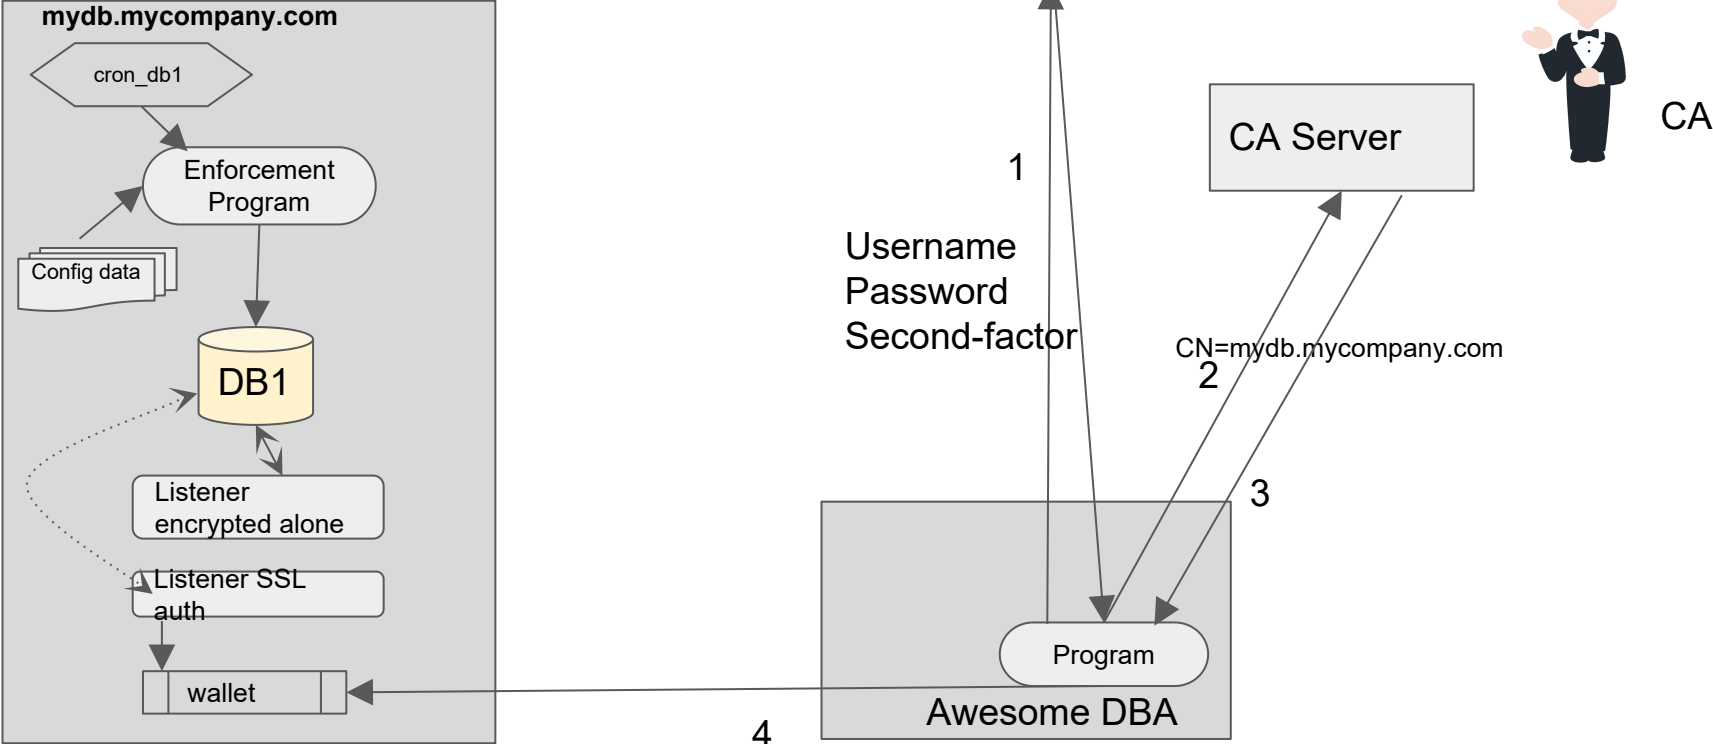 mydb.mycompany.com
cron_db1
Enforcement
Program
Config data
DB1
Listener
encrypted alone
Listener SSL
auth
wallet
1
Username
Password
Second-factor
CA Server
CA
CN=mydb.mycompany.com
2
3
Program
Awesome DBA
4